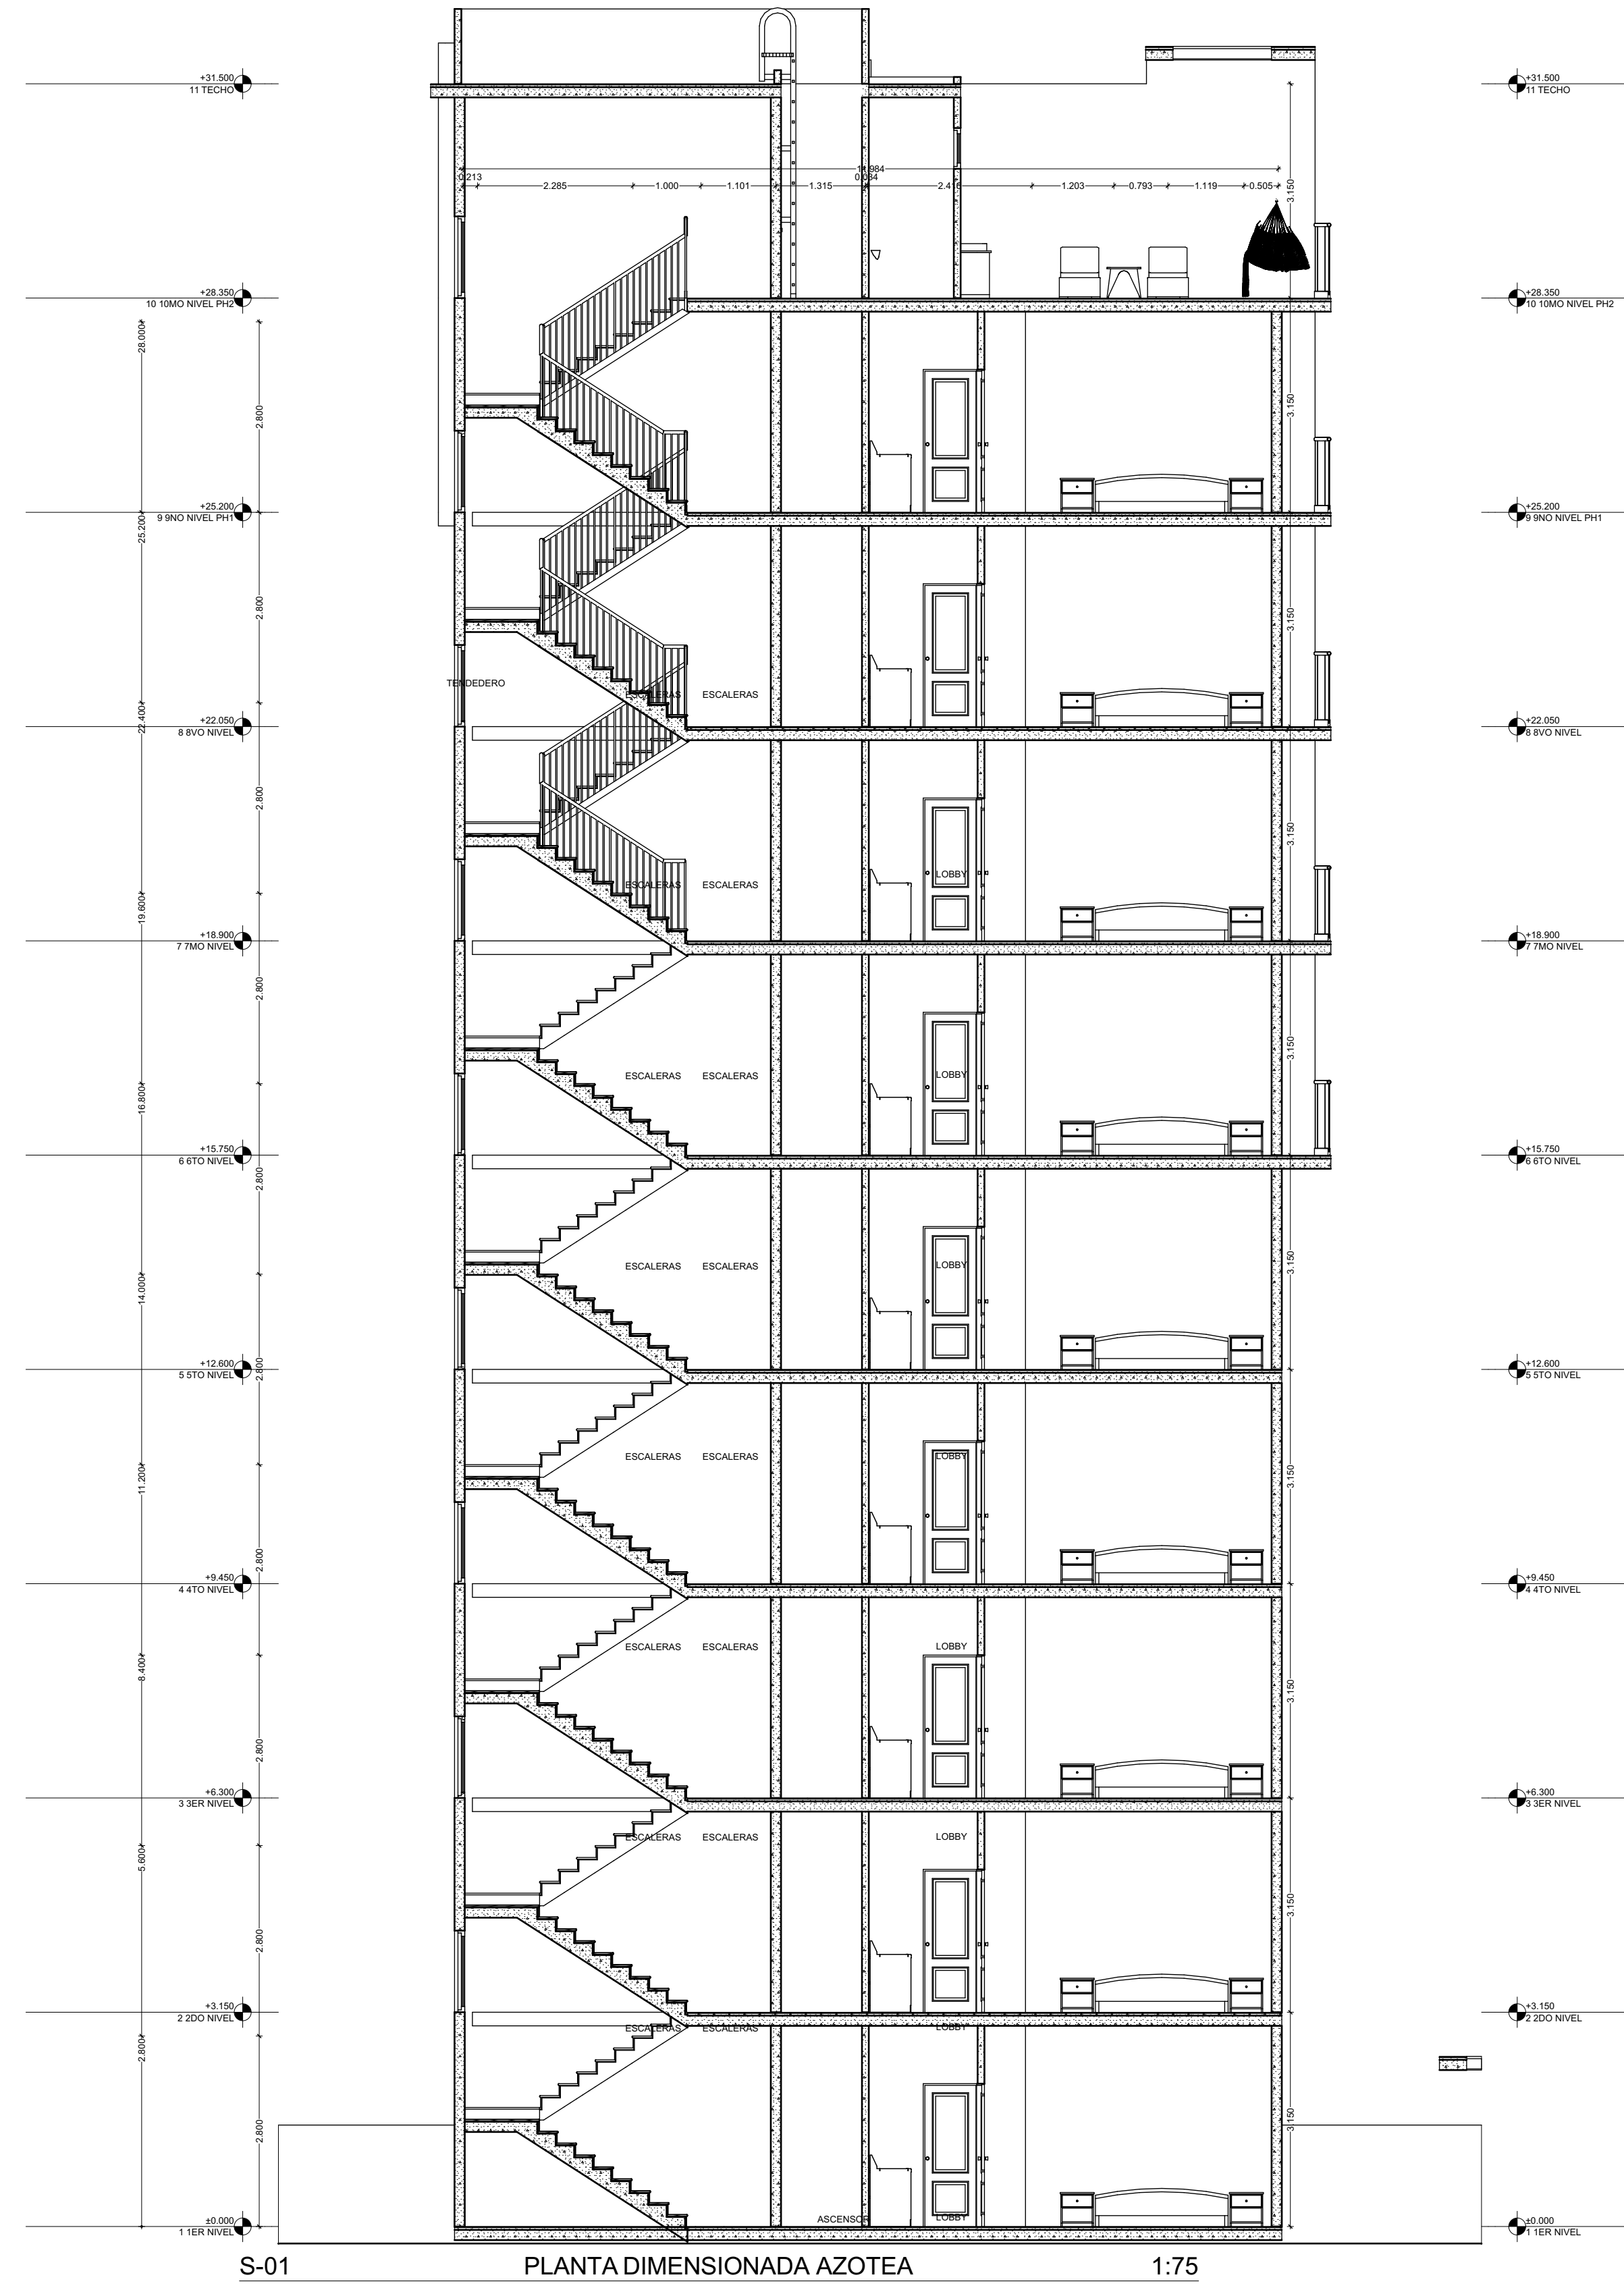 +31.500
11 TECHO
+31.500
11 TECHO
11.984
0.213
2.285
1.000
1.101
1.315
1.203
0.793
1.119
0.505
3.150
+28.350
10 10MO NIVEL PH2
+28.350
10 10MO NIVEL PH2
28.000
2.800
3.150
+25.200
9 9NO NIVEL PH1
+25.200
9 9NO NIVEL PH1
25.200
2.800
3.150
TENDEDERO
ESCALERAS ESCALERAS
22.400
+22.050
8 8VO NIVEL
+22.050
8 8VO NIVEL
2.800
3.150
ESCALERAS ESCALERAS LOBBY
19.600
+18.900
7 7MO NIVEL
+18.900
7 7MO NIVEL
2.800
3.150
ESCALERAS ESCALERAS LOBBY
16.800
+15.750
6 6TO NIVEL
+15.750
6 6TO NIVEL
2.800
3.150
ESCALERAS ESCALERAS LOBBY
14.000
+12.600
5 5TO NIVEL
+12.600
5 5TO NIVEL
2.800
ESCALERAS ESCALERAS LOBBY
11.200
3.150
+9.450
4 4TO NIVEL
+9.450
4 4TO NIVEL
2.800
ESCALERAS ESCALERAS LOBBY
8.400
3.150
2.800
+6.300
3 3ER NIVEL
+6.300
3 3ER NIVEL
ESCALERAS ESCALERAS LOBBY
5.600
3.150
2.800
+3.150
2 2DO NIVEL
+3.150
2 2DO NIVEL
ESCALERAS ESCALERAS LOBBY
2.800
3.150
2.800
ASCENSOR LOBBY
±0.000
1 1ER NIVEL
±0.000
1 1ER NIVEL
S-01 PLANTA DIMENSIONADA AZOTEA 1:75